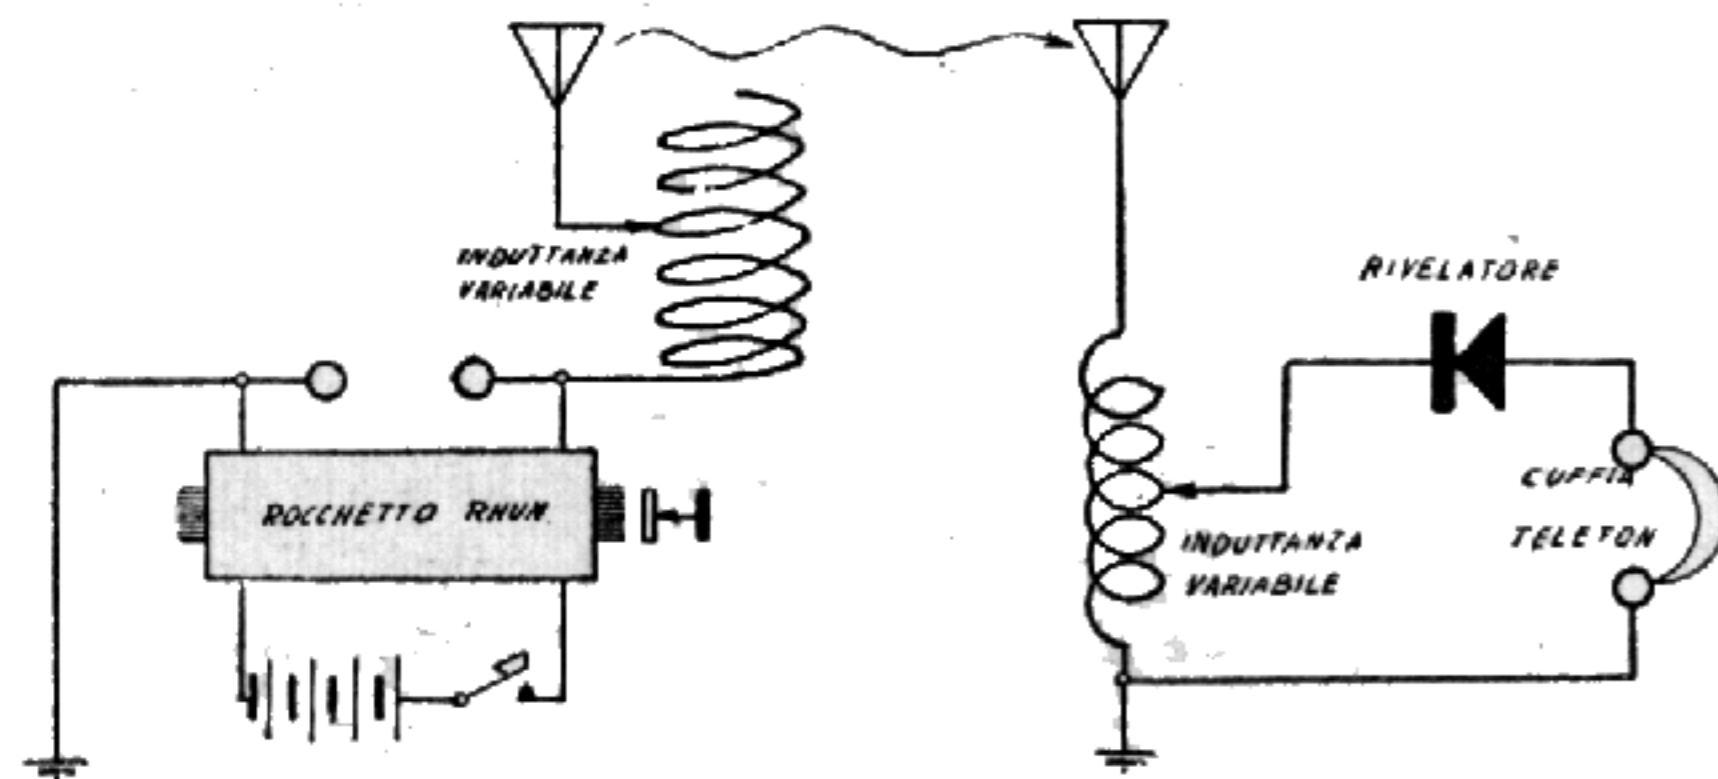 INDUTTANZA
VARIABILE
ROCCHETTO RHUM.
RIVELATORE
CUFFIA
TELEFON
INDUTTANZA
VARIABILE